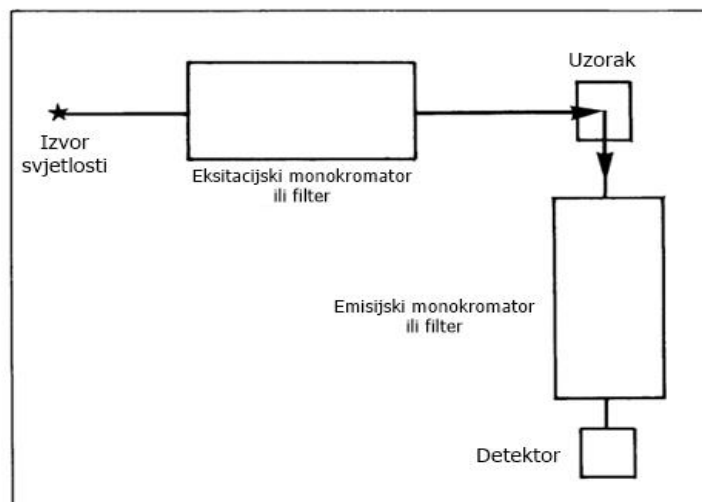 Uzorak
Izvor
svjetlosti
Eksitacijski monokromator
ili filter
Emisijski monokromator
ili filter
Detektor